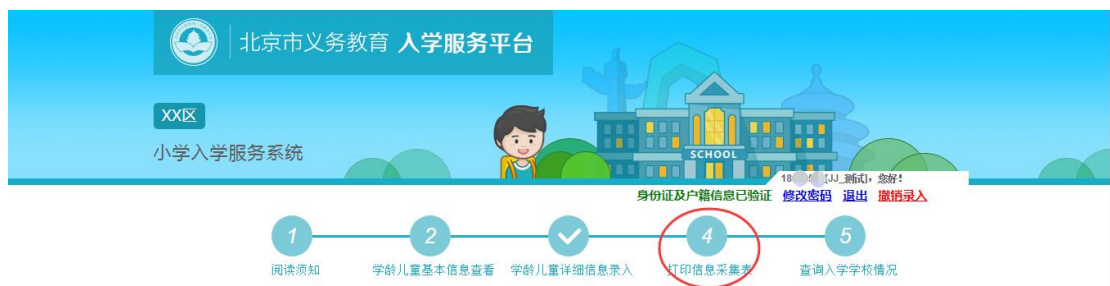 北京市义务教育 入学服务平台
XX区
小学入学服务系统
SCHOOL
18 JJ_测试), 您好!
身份证及户籍信息已验证 修改密码 退出 撤销录入
1 2 4 5
阅读须知 学龄儿童基本信息查看 学龄儿童详细信息录入 打印信息采集表 查询入学学校情况